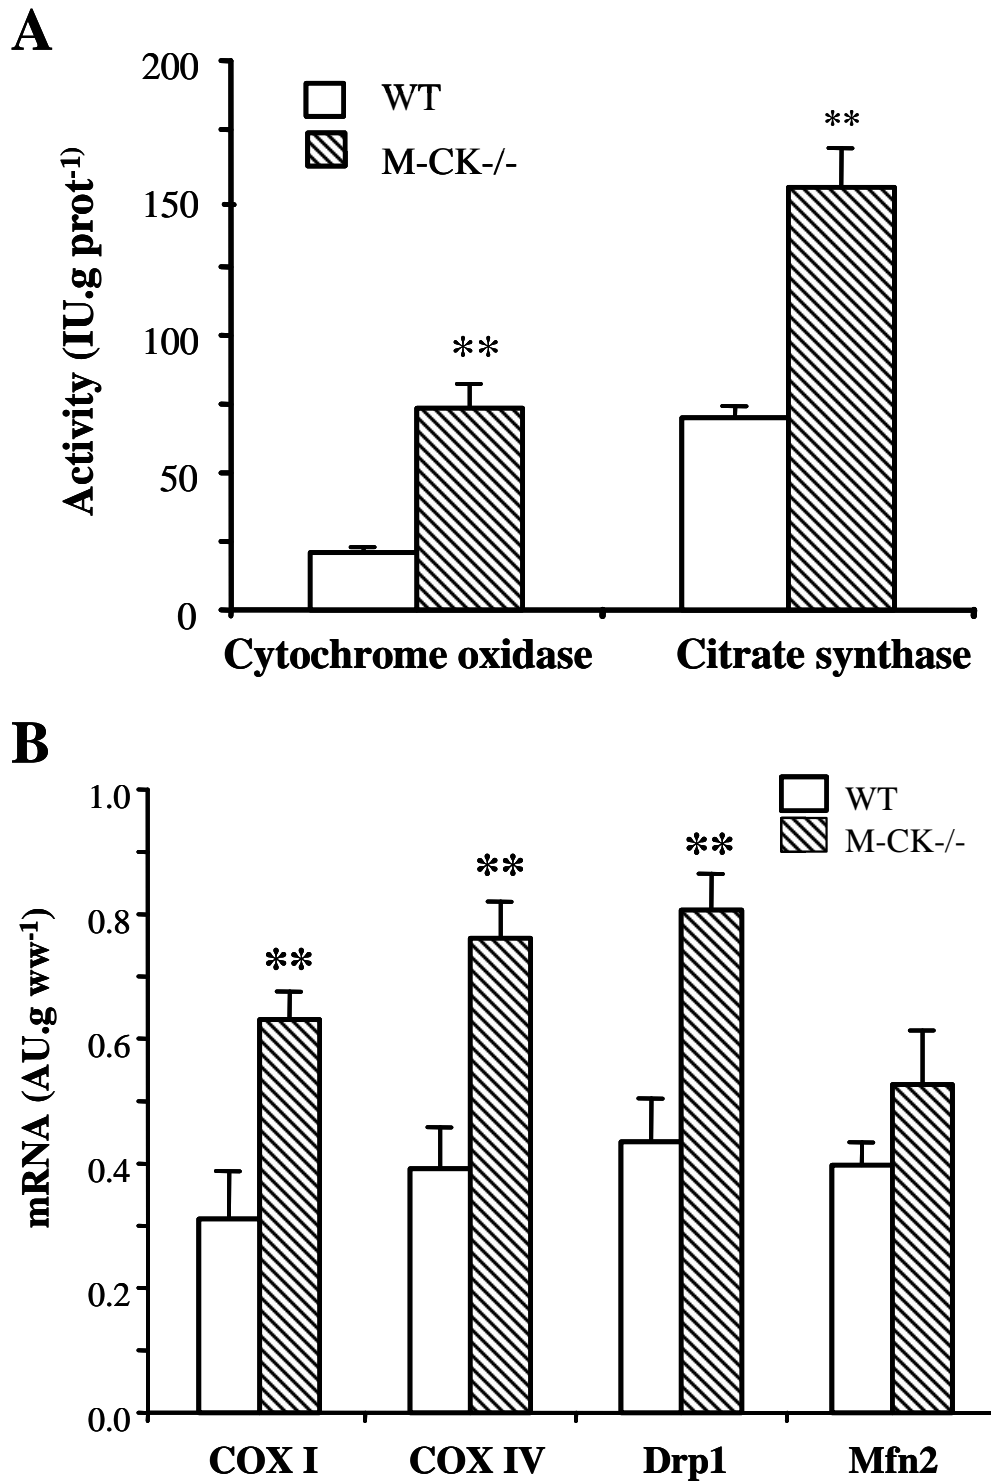 A
200
150
100
50
0
Activity (IU.g prot-1)
WT
M-CK-/-
**
**
Cytochrome oxidase
Citrate synthase
B
1.0
0.8
0.6
0.4
0.2
0.0
mRNA (AU.g ww-1)
WT
M-CK-/-
**
**
**
COX I
COX IV
Drp1
Mfn2